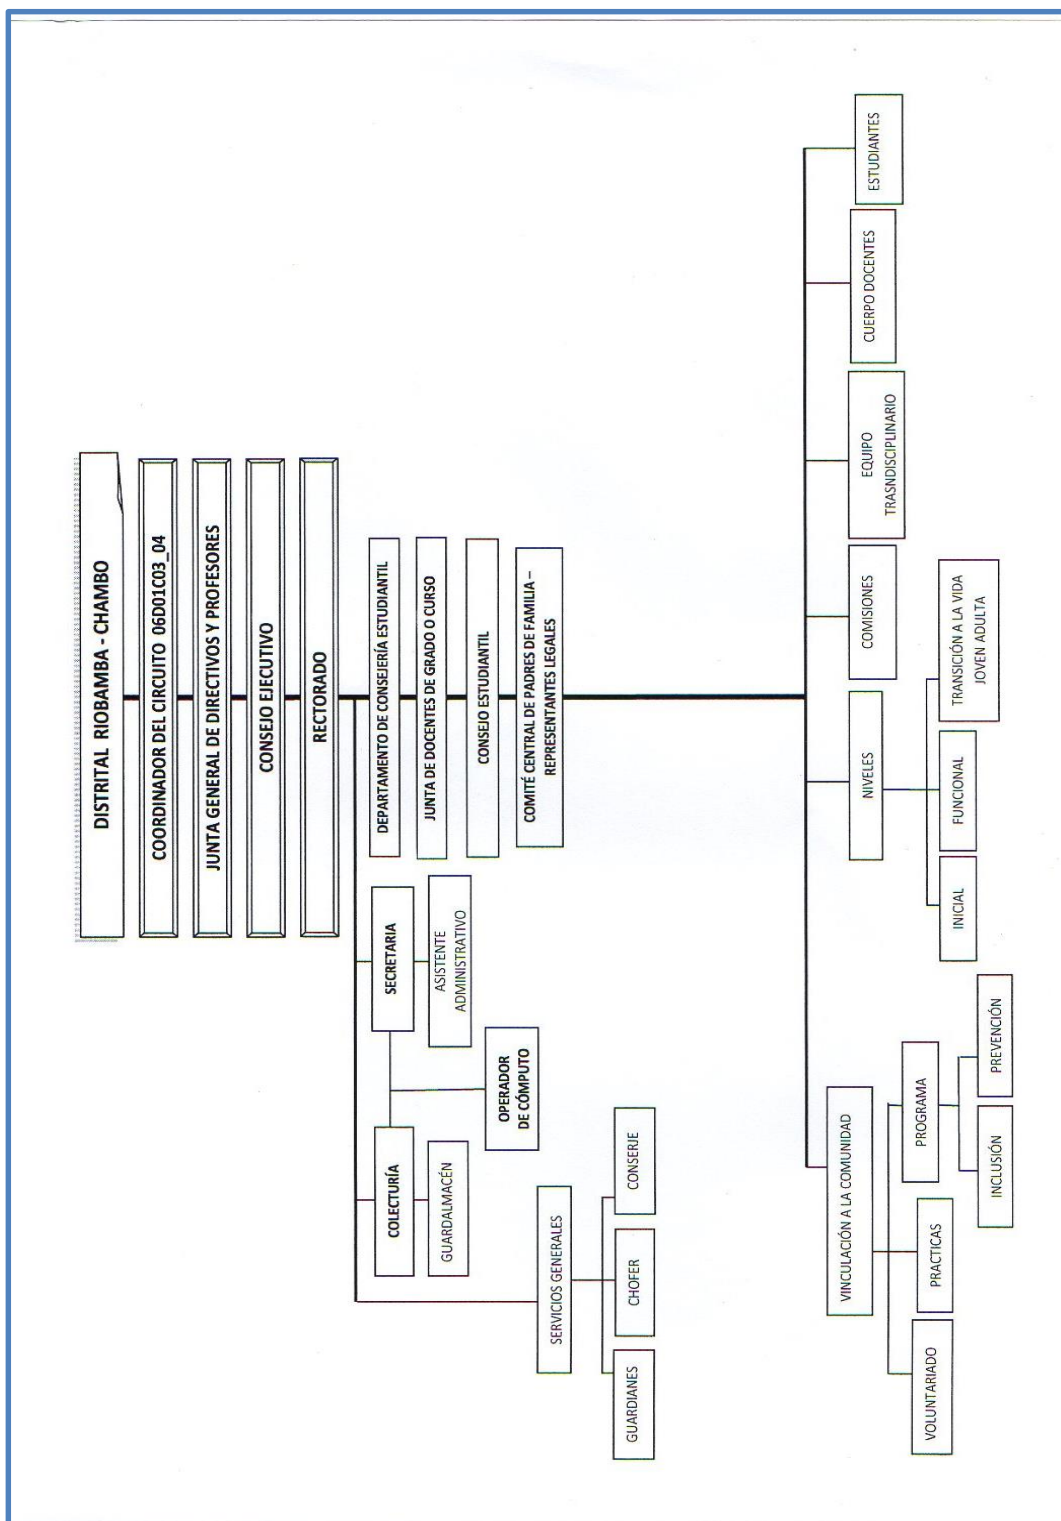 DISTRITAL RIOBAMBA - CHAMBO
COORDINADOR DEL CIRCUITO 06D01C03_04
JUNTA GENERAL DE DIRECTIVOS Y PROFESORES
CONSEJO EJECUTIVO
RECTORADO
COLECTURÍA
SECRETARIA
DEPARTAMENTO DE CONSEJERÍA ESTUDIANTIL
GUARDALMACÉN
ASISTENTE
ADMINISTRATIVO
JUNTA DE DOCENTES DE GRADO O CURSO
OPERADOR
DE CÓMPUTO
CONSEJO ESTUDIANTIL
SERVICIOS GENERALES
COMITÉ CENTRAL DE PADRES DE FAMILIA –
REPRESENTANTES LEGALES
GUARDIANES
CHOFER
CONSERJE
VINCULACIÓN A LA COMUNIDAD
NIVELES
COMISIONES
EQUIPO
TRASNDISCIPLINARIO
CUERPO DOCENTES
ESTUDIANTES
VOLUNTARIADO
PRACTICAS
PROGRAMA
INICIAL
FUNCIONAL
TRANSICIÓN A LA VIDA
JOVEN ADULTA
INCLUSIÓN
PREVENCIÓN